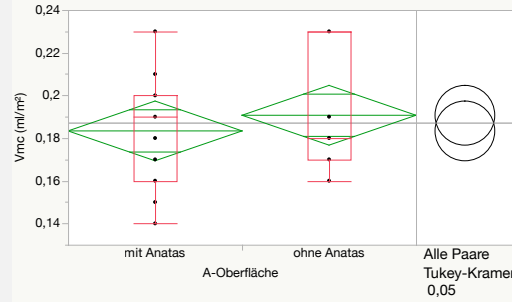 0,24
0,22
0,2
0,18
0,16
0,14
Vmc (ml/m²)
mit Anatas
ohne Anatas
A-Oberfläche
Alle Paare
Tukey-Kramer
0,05